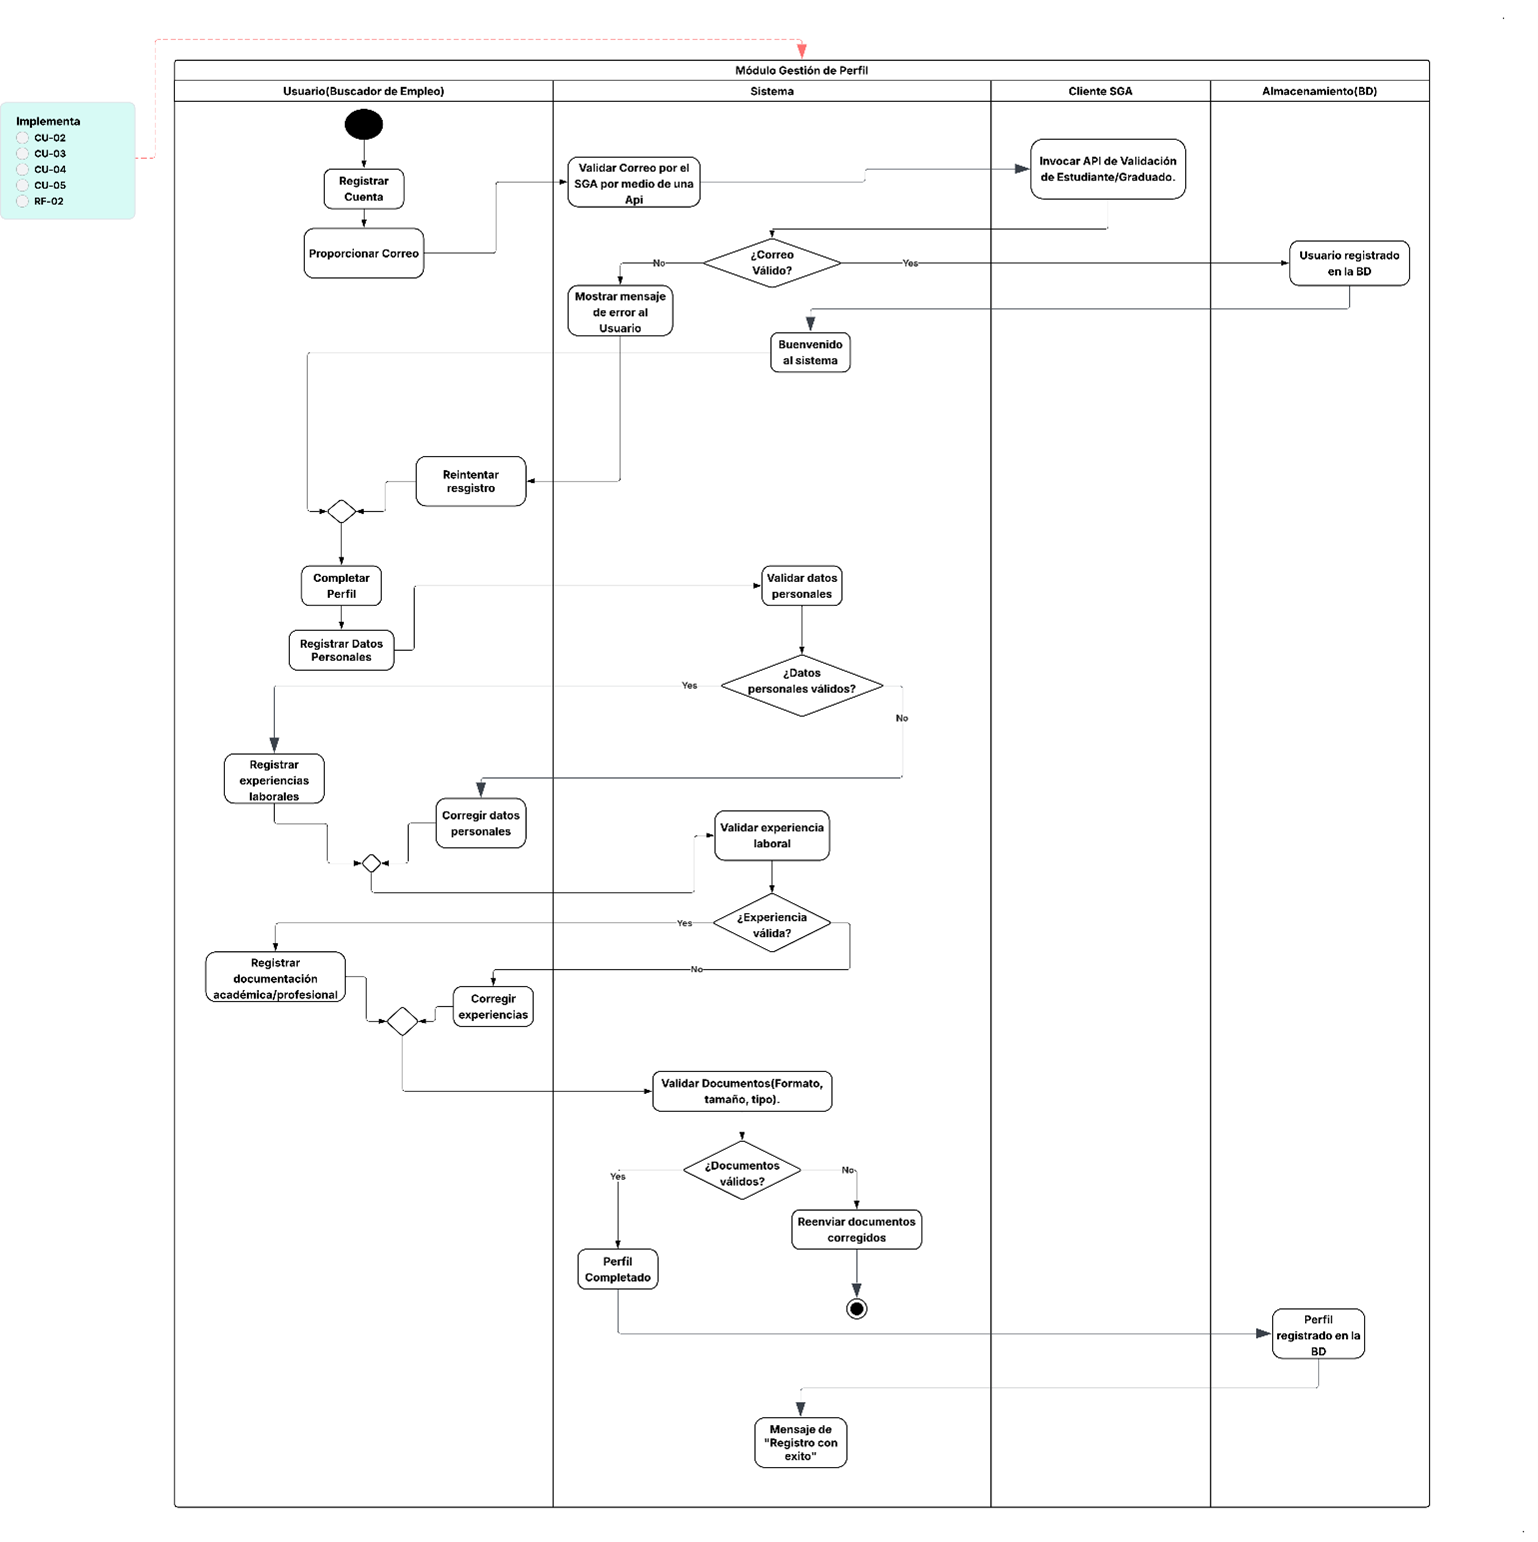 Módulo Gestión de Perfil
Usuario(Buscador de Empleo)
Sistema
Cliente SGA
Almacenamiento(BD)
Implementa
CU-02
CU-03
CU-04
CU-05
RF-02
Registrar
Cuenta
Proporcionar Correo
Validar Correo por el
SGA por medio de una
Api
Invocar API de Validación
de Estudiante/Graduado.
¿Correo
Válido?
No
Yes
Usuario registrado
en la BD
Mostrar mensaje
de error al
Usuario
Buenvenido
al sistema
Reintentar
resgistro
Completar
Perfil
Registrar Datos
Personales
Validar datos
personales
¿Datos
personales válidos?
Yes
No
Registrar
experiencias
laborales
Corregir datos
personales
Validar experiencia
laboral
¿Experiencia
válida?
Yes
No
Registrar
documentación
académica/profesional
Corregir
experiencias
Validar Documentos(Formato,
tamaño, tipo).
¿Documentos
válidos?
Yes
No
Reenviar documentos
corregidos
Perfil
Completado
Perfil
registrado en la
BD
Mensaje de
"Registro con
exito"